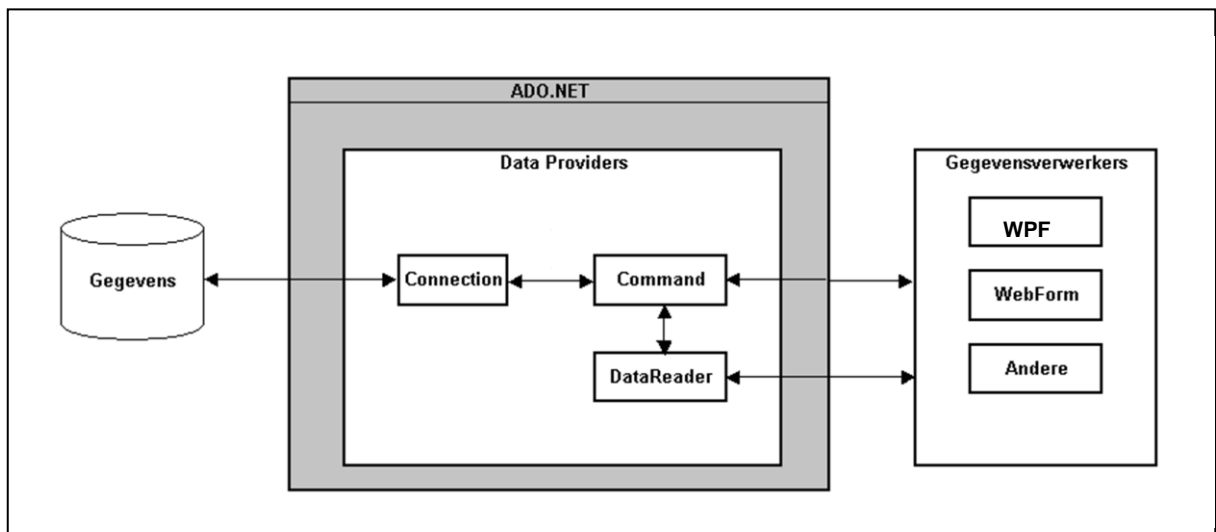 ADO.NET
Data Providers
Gegevensverwerkers
WPF
Gegevens
Connection
Command
WebForm
DataReader
Andere